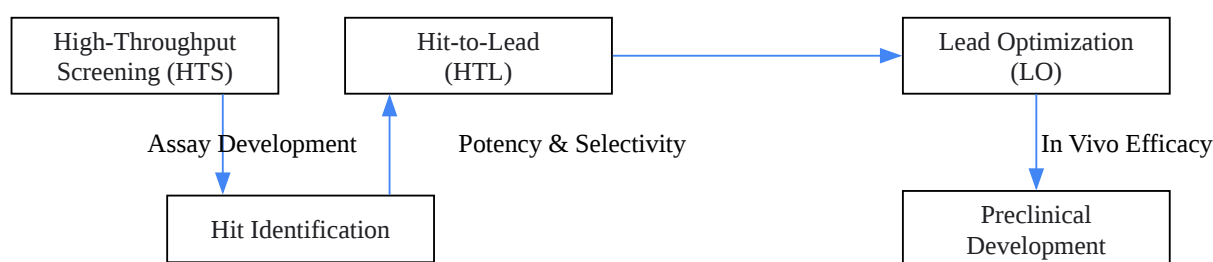 High-Throughput
Screening (HTS)
Hit-to-Lead
(HTL)
Lead Optimization
(LO)
Assay Development
Potency & Selectivity
In Vivo Efficacy
Hit Identification
Preclinical
Development